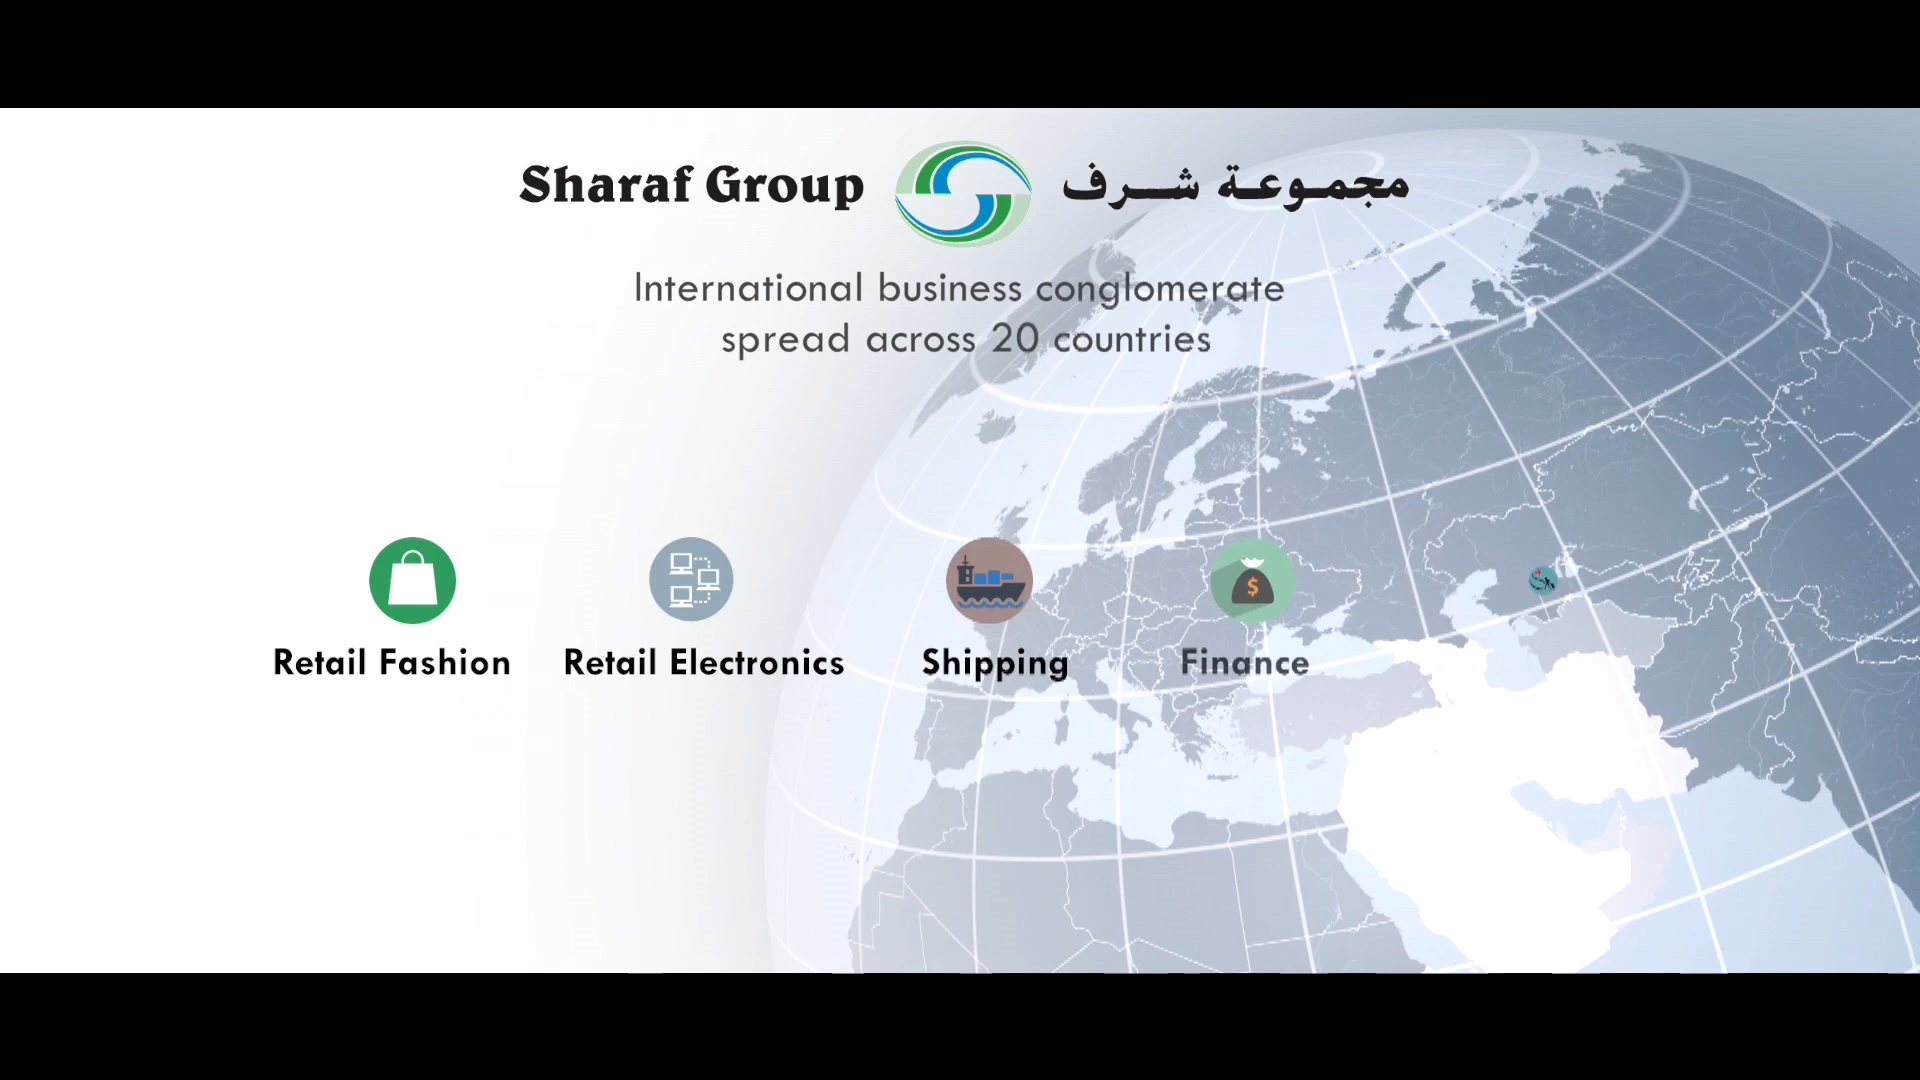 Sharaf Group
مجموعة شرف
International business conglomerate
spread across 20 countries
Retail Fashion
Retail Electronics
Shipping
$
Finance